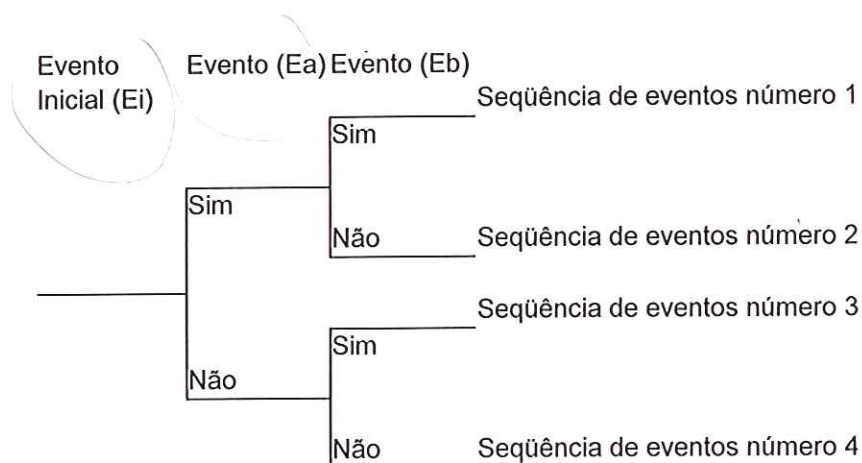 Evento
Inicial (Ei)
Evento (Ea)
Evento (Eb)
Seqüência de eventos número 1
Sim
Sim
Não
Seqüência de eventos número 2
Seqüência de eventos número 3
Sim
Não
Não
Seqüência de eventos número 4